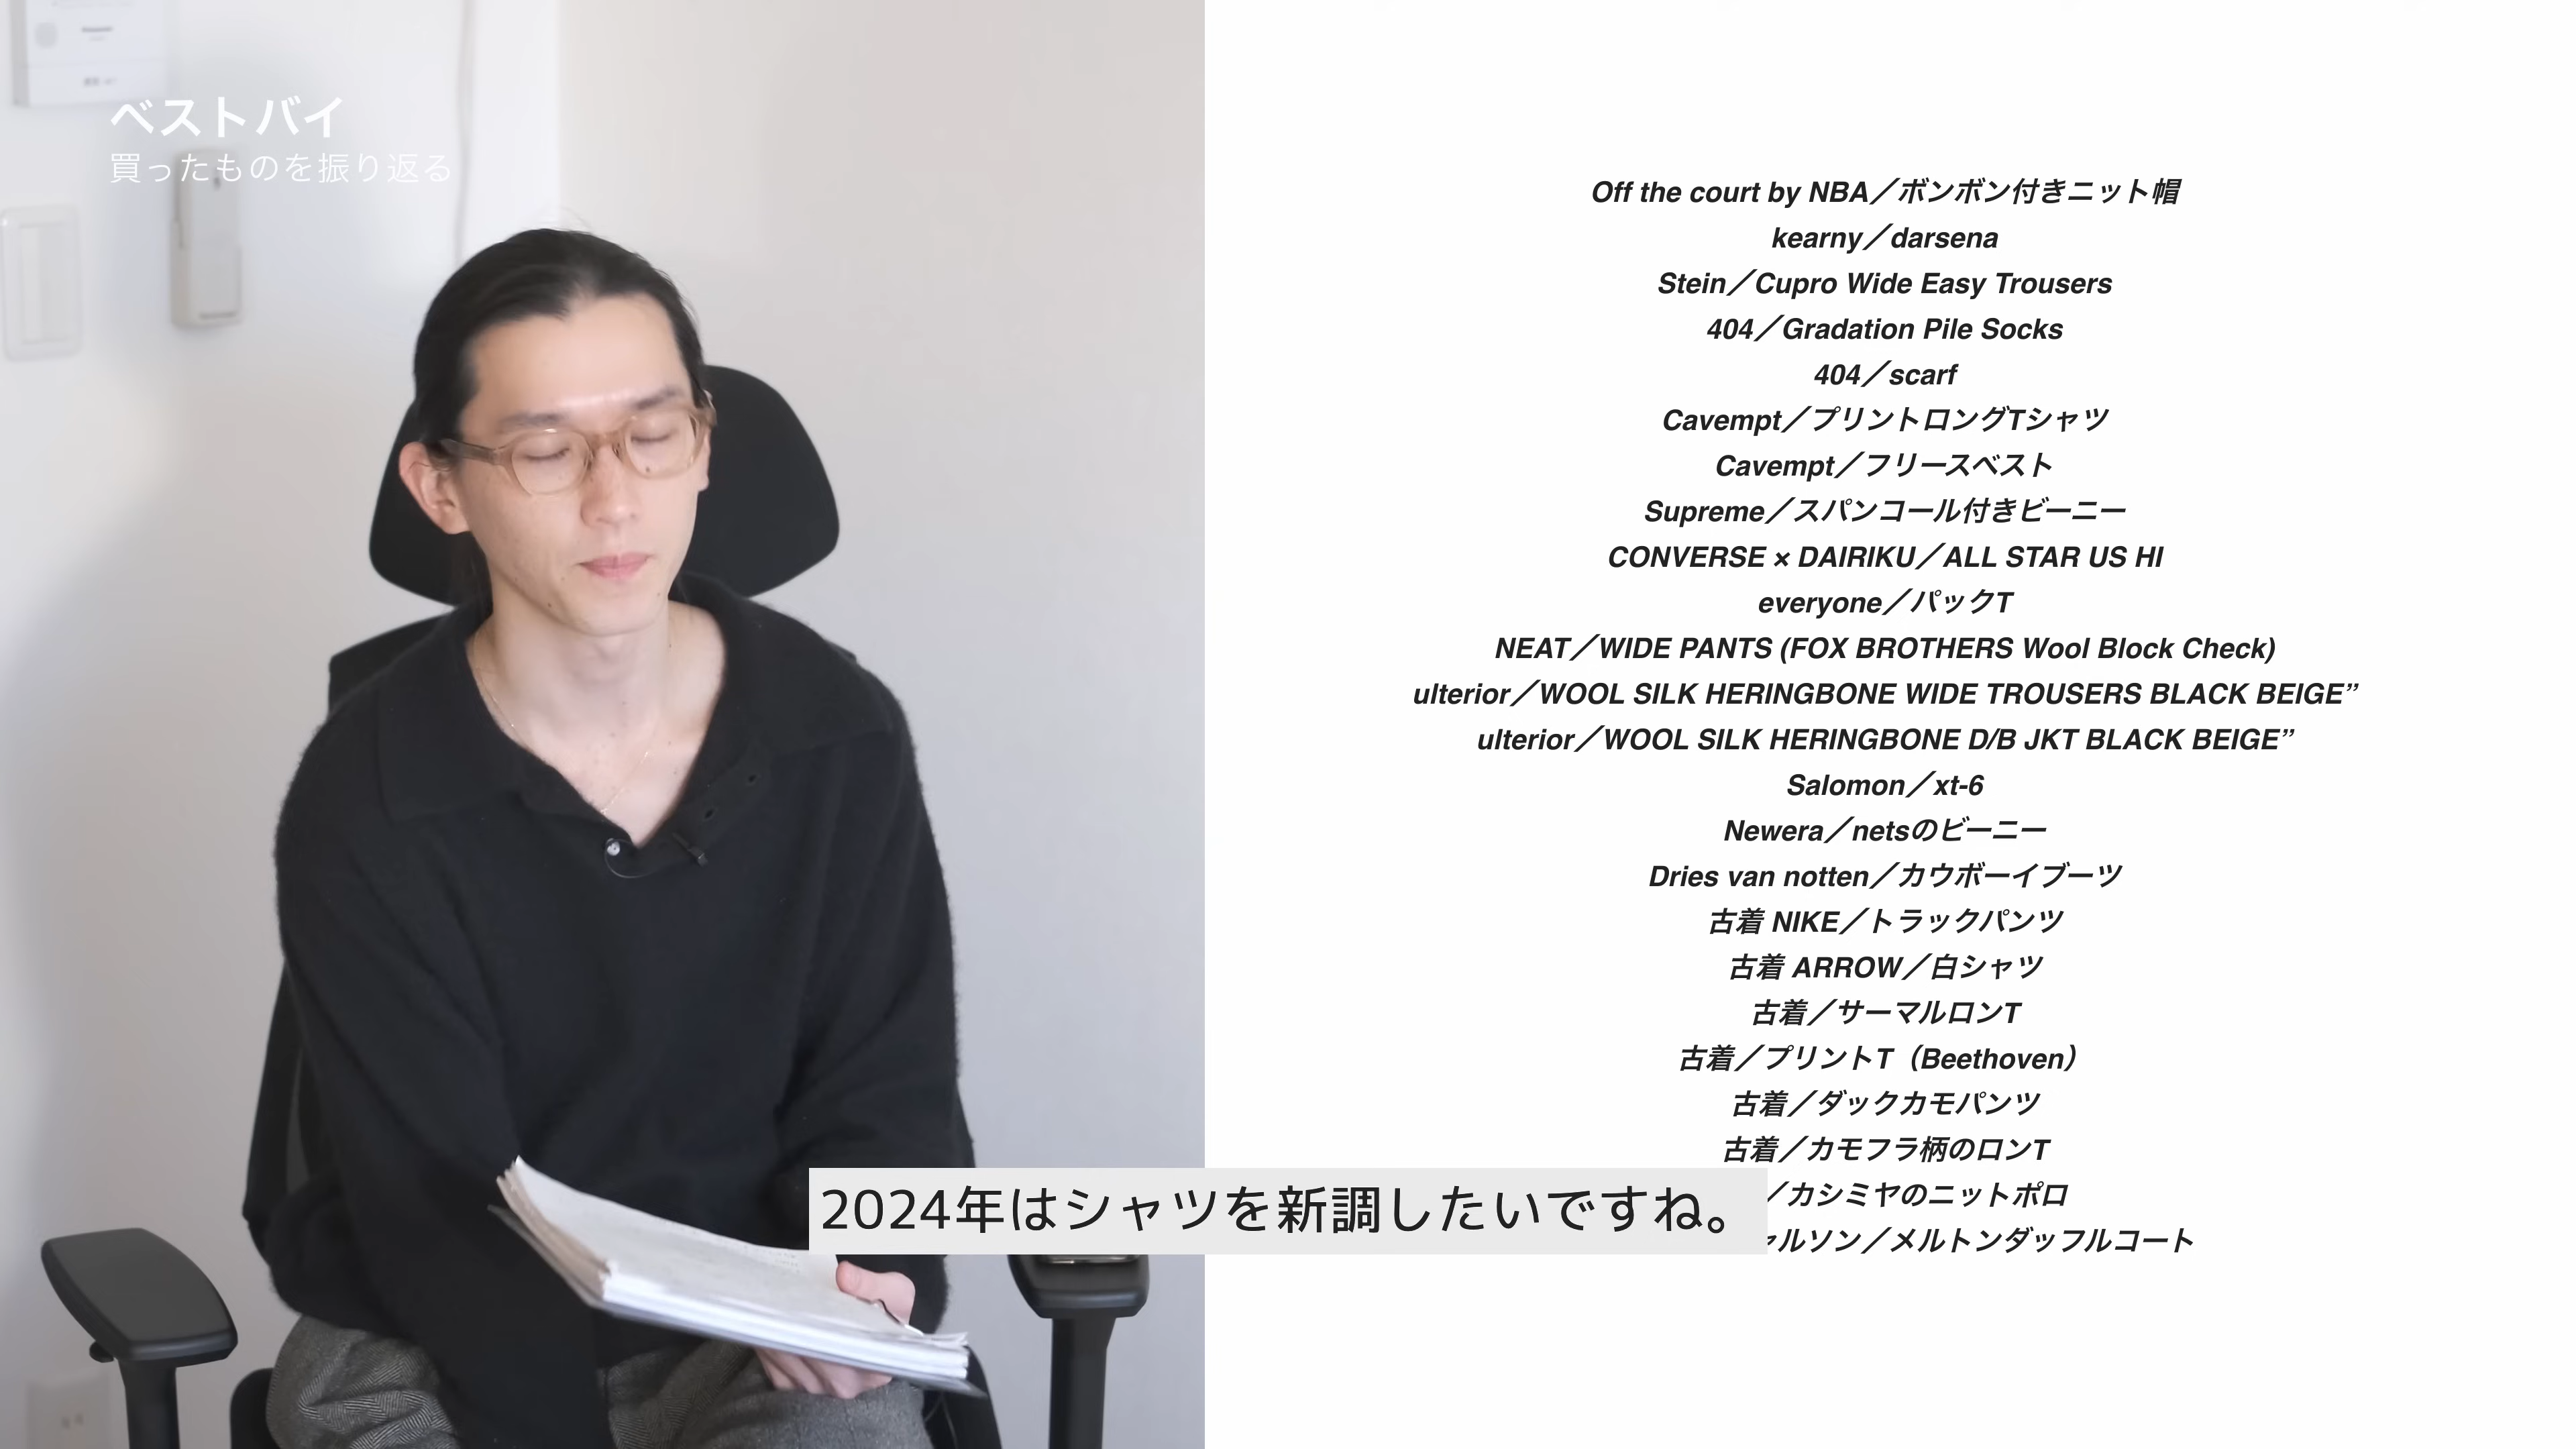 ベストバイ
買ったものを振り返る
Off the court by NBA／ボンボン付きニット帽
kearny／darsena
Stein／Cupro Wide Easy Trousers
404／Gradation Pile Socks
404／scarf
Cavempt／プリントロングTシャツ
Cavempt／フリースベスト
Supreme／スパンコール付きビーニー
CONVERSE × DAIRIKU／ALL STAR US HI
everyone／パックT
NEAT／WIDE PANTS (FOX BROTHERS Wool Block Check)
ulterior／WOOL SILK HERINGBONE WIDE TROUSERS BLACK BEIGE”
ulterior／WOOL SILK HERINGBONE D/B JKT BLACK BEIGE”
Salomon／xt-6
Newera／netsのビーニー
Dries van notten／カウボーイブーツ
古着 NIKE／トラックパンツ
古着 ARROW／白シャツ
古着／サーマルロンT
古着／プリントT（Beethoven）
古着／ダックカモパンツ
古着／カモフラ柄のロンT
／カシミヤのニットポロ
ルソン／メルトンダッフルコート
2024年はシャツを新調したいですね。